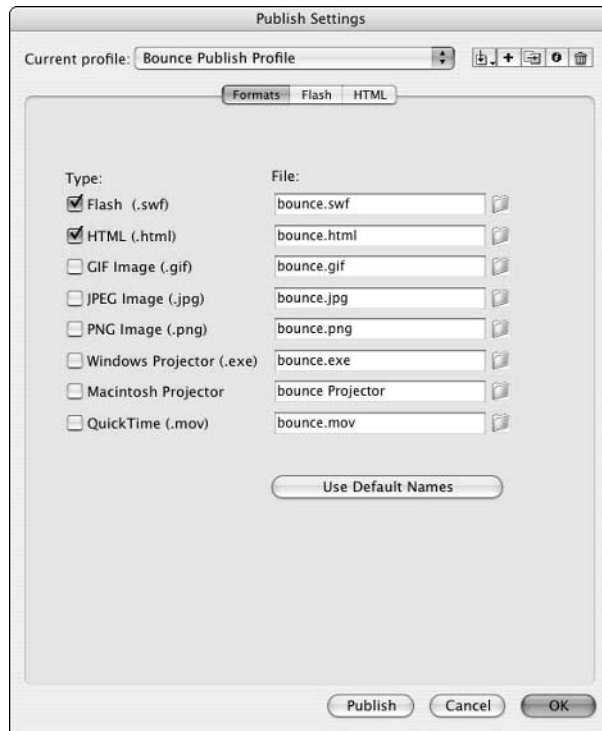 Publish Settings
Current profile: Bounce Publish Profile
Formats Flash HTML
Type: File:
Flash (.swf) bounce.swf
HTML (.html) bounce.html
GIF Image (.gif) bounce.gif
JPEG Image (.jpg) bounce.jpg
PNG Image (.png) bounce.png
Windows Projector (.exe) bounce.exe
Macintosh Projector bounce Projector
QuickTime (.mov) bounce.mov
Use Default Names
Publish Cancel OK